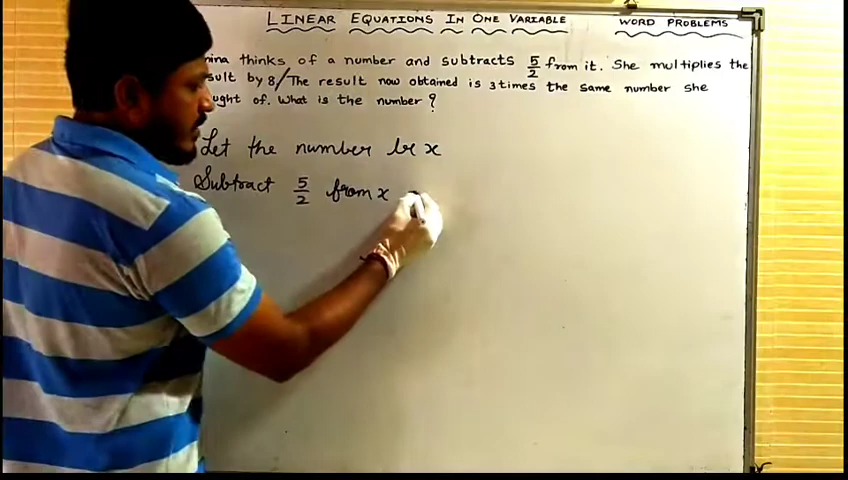 LINEAR EQUATIONS IN ONE VARIABLE WORD PROBLEMS
thinks of a number and subtracts 5/2 from it. She multiplies the
by 8/ The result now obtained is 3 times the same number she
of. What is the number?
Let the number be x
Subtract 5/2 from x